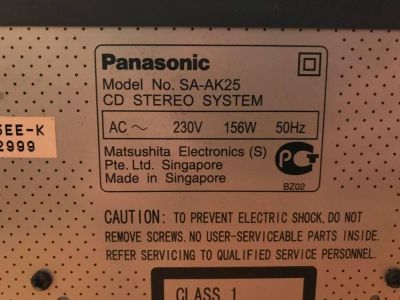 Panasonic
Model No. SA-AK25
CD STEREO SYSTEM
AC ~ 230V 156W 50Hz
Matsushita Electronics (S)
Pte. Ltd. Singapore
Made in Singapore
BZ02
5EE-K
2999
CAUTION: TO PREVENT ELECTRIC SHOCK, DO NOT
REMOVE SCREWS. NO USER-SERVICEABLE PARTS INSIDE.
REFER SERVICING TO QUALIFIED SERVICE PERSONNEL.
CLASS 1